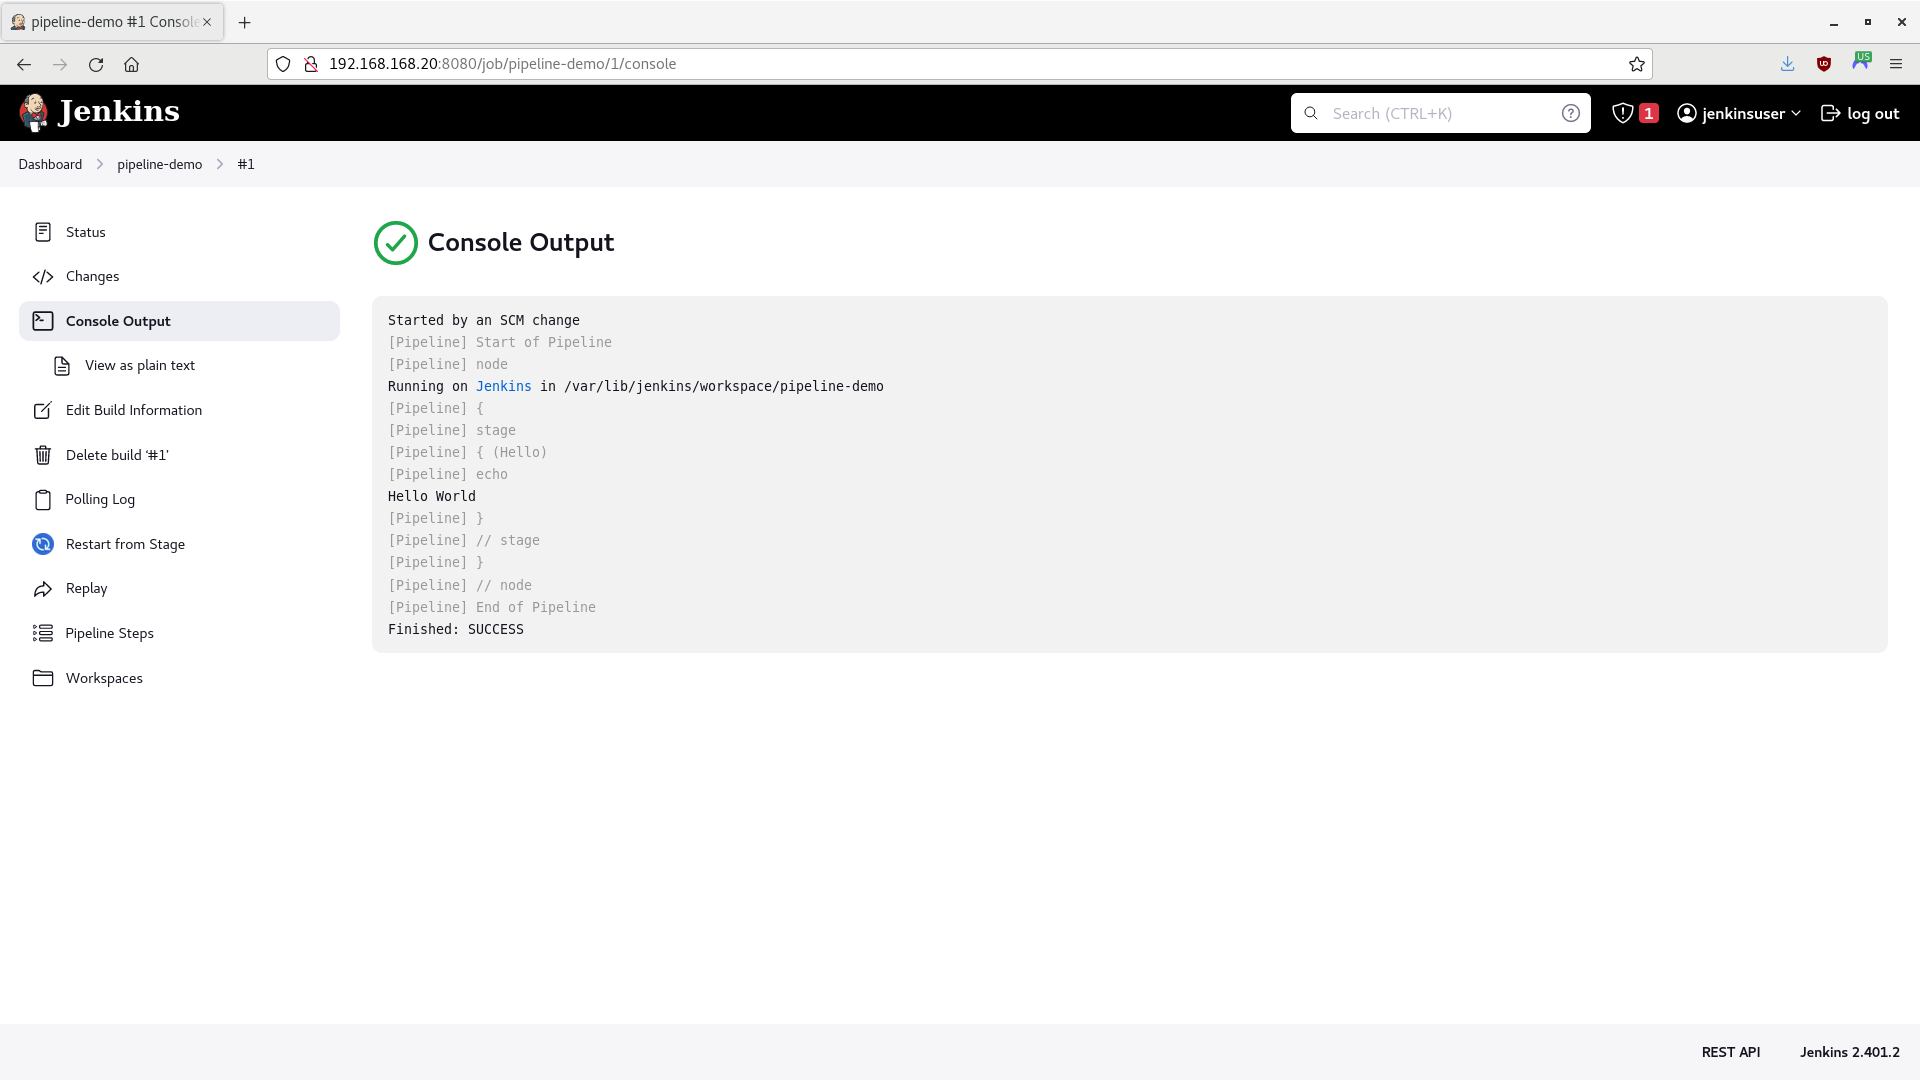 pipeline-demo #1 Console
192.168.168.20:8080/job/pipeline-demo/1/console
UO
US
Jenkins
Search (CTRL+K)
1
jenkinsuser
log out
Dashboard
pipeline-demo
#1
Status
Changes
Console Output
View as plain text
Edit Build Information
Delete build ‘#1’
Polling Log
Restart from Stage
Replay
Pipeline Steps
Workspaces
Console Output
Started by an SCM change
[Pipeline] Start of Pipeline
[Pipeline] node
Running on Jenkins in /var/lib/jenkins/workspace/pipeline-demo
[Pipeline] {
[Pipeline] stage
[Pipeline] { (Hello)
[Pipeline] echo
Hello World
[Pipeline] }
[Pipeline] // stage
[Pipeline] }
[Pipeline] // node
[Pipeline] End of Pipeline
Finished: SUCCESS
REST API
Jenkins 2.401.2